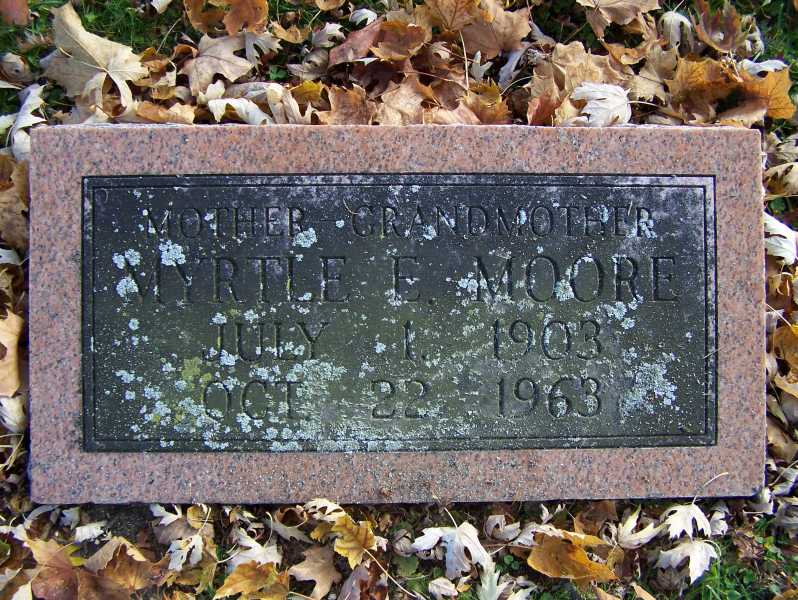 MOTHER - GRANDMOTHER
MYRTLE E. MOORE
JULY 1. 1903
OCT. 22 1963